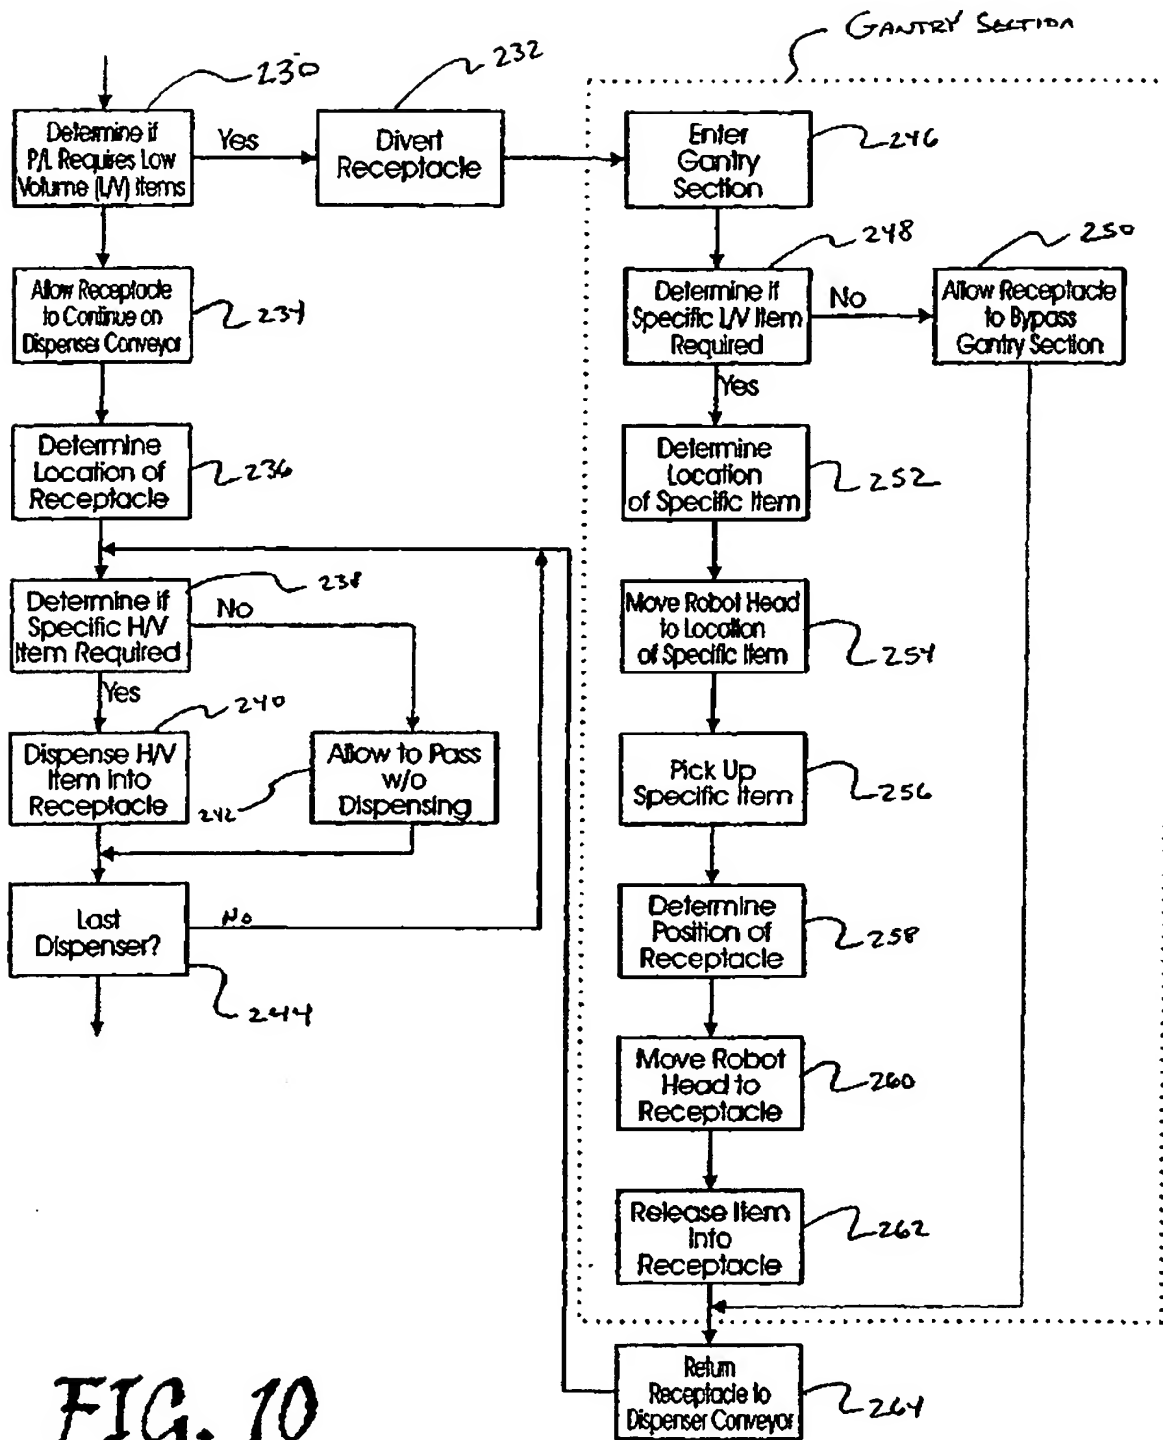 GANTRY SECTION
230
232
Determine if
P/L Requires Low
Volume (L/V) Items
Yes
Divert
Receptacle
Enter
Gantry
Section
246
248
250
Allow Receptacle
to Continue on
Dispenser Conveyor
234
Determine if
Specific L/V Item
Required
No
Allow Receptacle
to Bypass
Gantry Section
Yes
Determine
Location of
Receptacle
236
Determine
Location
of Specific Item
252
238
Determine if
Specific H/V
Item Required
No
Yes
Move Robot Head
to Location
of Specific Item
254
240
Dispense H/V
Item into
Receptacle
242
Allow to Pass
w/o
Dispensing
Pick Up
Specific Item
256
Last
Dispenser?
No
244
Determine
Position of
Receptacle
258
Move Robot
Head to
Receptacle
260
Release Item
Into
Receptacle
262
Return
Receptacle to
Dispenser Conveyor
264
FIG. 10